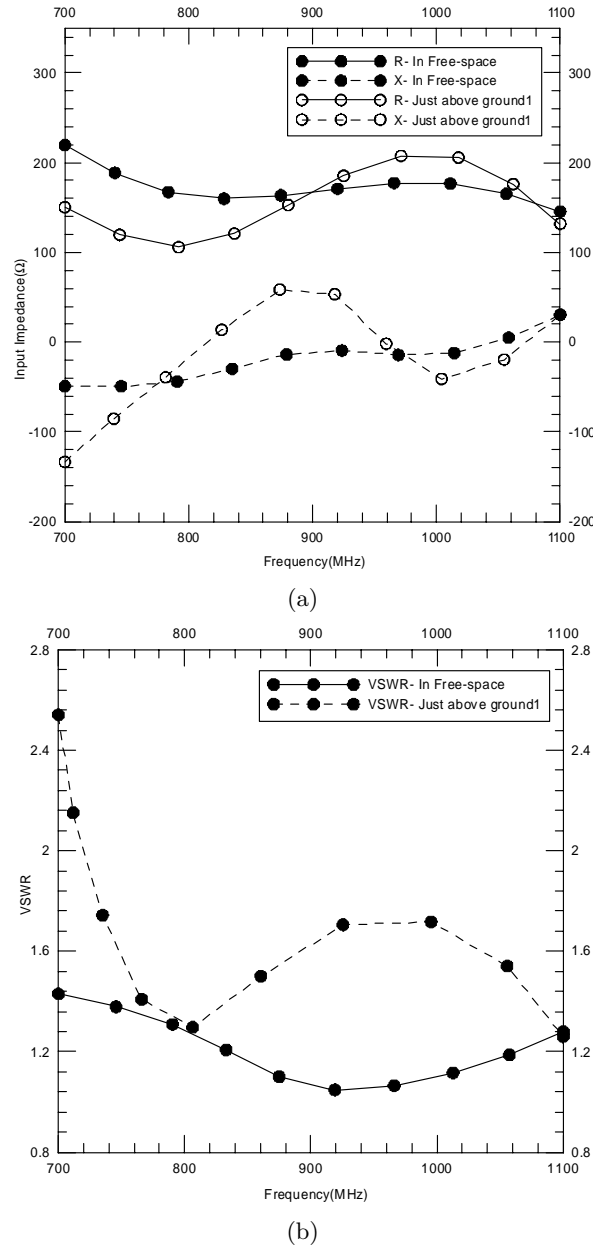 700 800 900 1000 1100
300 300
200 200
100 100
0 0
-100 -100
-200 -200
700 800 900 1000 1100
Input Impedance(Ω)
Frequency(MHz)
R- In Free-space
X- In Free-space
R- Just above ground1
X- Just above ground1
(a)
700 800 900 1000 1100
2.8 2.8
2.4 2.4
2 2
1.6 1.6
1.2 1.2
0.8 0.8
700 800 900 1000 1100
VSWR
Frequency(MHz)
VSWR- In Free-space
VSWR- Just above ground1
(b)